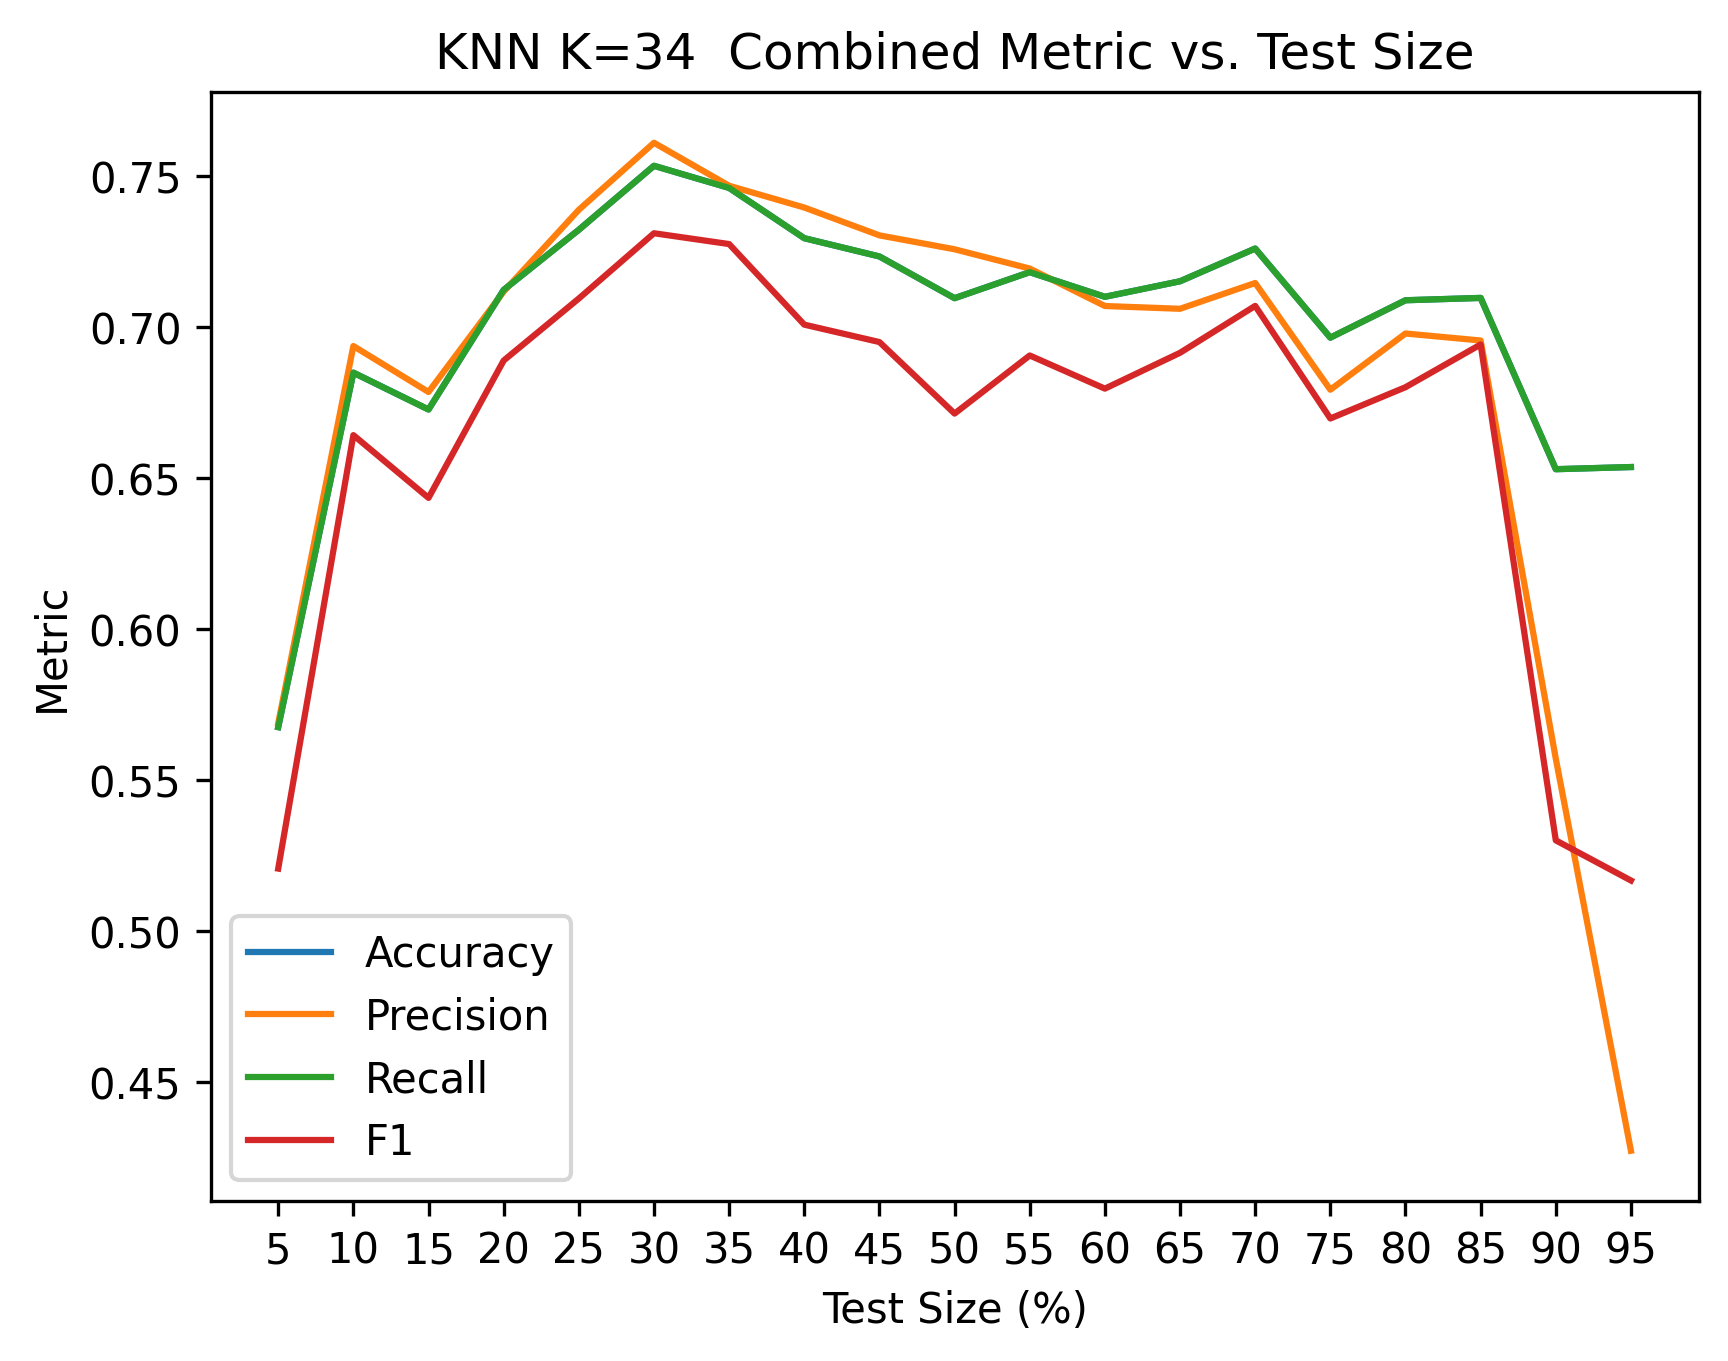 KNN K=34  Combined Metric vs. Test Size
Metric
0.75
0.70
0.65
0.60
0.55
0.50
0.45
Accuracy
Precision
Recall
F1
5 10 15 20 25 30 35 40 45 50 55 60 65 70 75 80 85 90 95
Test Size (%)